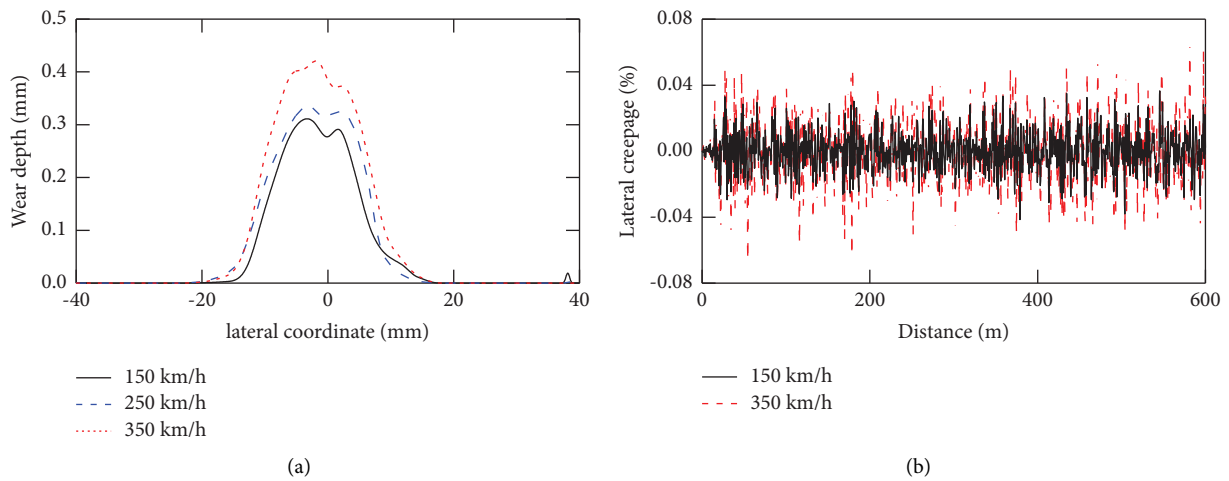 0.5
0.4
0.3
0.2
0.1
0.0
Wear depth (mm)
-40
-20
0
20
40
lateral coordinate (mm)
150 km/h
250 km/h
350 km/h
(a)
0.08
0.04
0.00
-0.04
-0.08
Lateral creepage (%)
0
200
400
600
Distance (m)
150 km/h
350 km/h
(b)